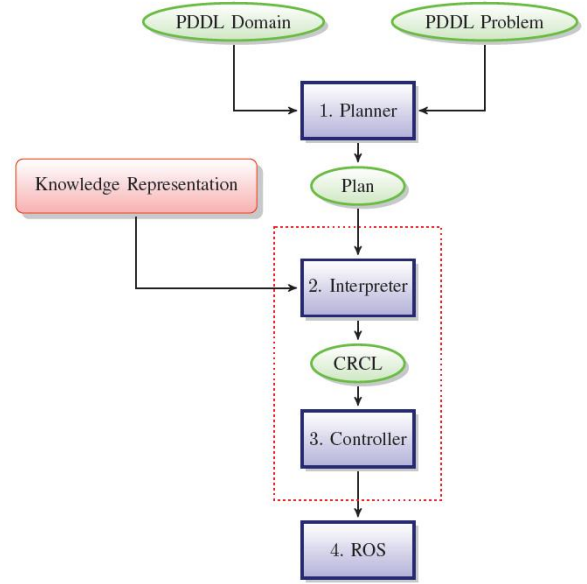 PDDL Domain
PDDL Problem
1. Planner
Knowledge Representation
Plan
2. Interpreter
CRCL
3. Controller
4. ROS